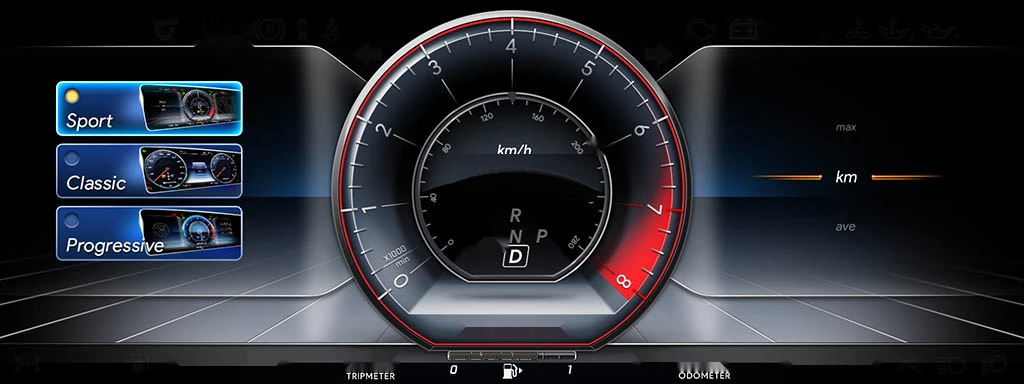 Sport
Classic
Progressive
0
1
2
3
4
5
6
7
8
X1000
min
0
40
80
120
160
200
280
km/h
R
N P
D
max
km
ave
TRIPMETER
0
1
ODOMETER